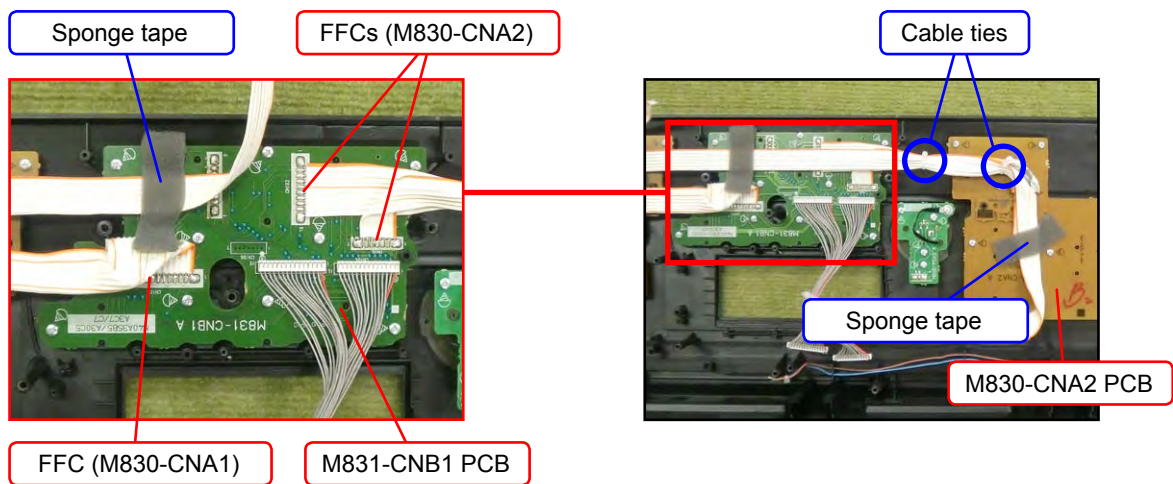 Sponge tape
FFCs (M830-CNA2)
Cable ties
M831-CNB1 A
Sponge tape
M830-CNA2 PCB
FFC (M830-CNA1)
M831-CNB1 PCB